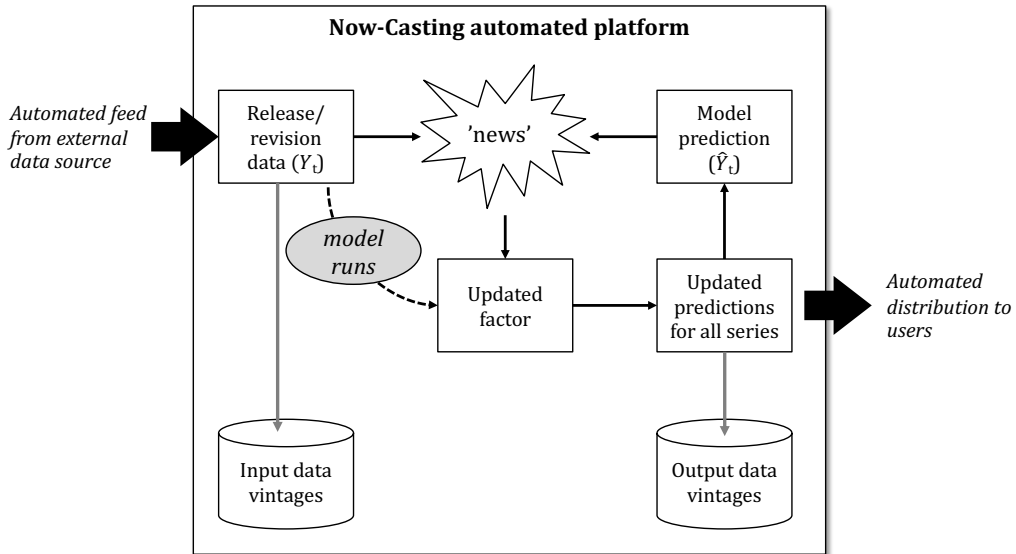 Now-Casting automated platform
Automated feed
from external
data source
Release/
revision
data (Yt)
'news'
Model
prediction
(Ŷt)
model
runs
Updated
factor
Updated
predictions
for all series
Automated
distribution to
users
Input data
vintages
Output data
vintages